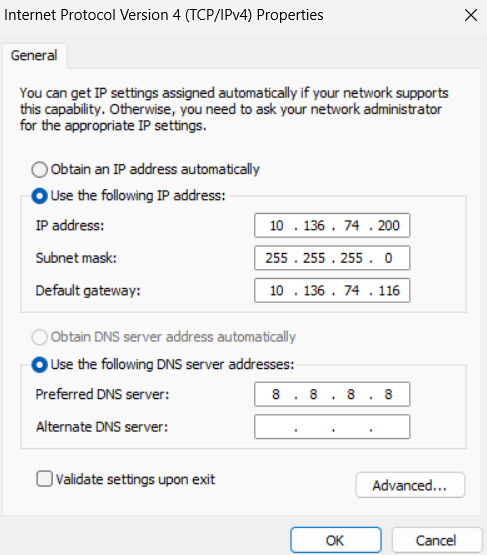 Internet Protocol Version 4 (TCP/IPv4) Properties
General
You can get IP settings assigned automatically if your network supports
this capability. Otherwise, you need to ask your network administrator
for the appropriate IP settings.
Obtain an IP address automatically
Use the following IP address:
IP address: 10 . 136 . 74 . 200
Subnet mask: 255 . 255 . 255 . 0
Default gateway: 10 . 136 . 74 . 116
Obtain DNS server address automatically
Use the following DNS server addresses:
Preferred DNS server: 8 . 8 . 8 . 8
Alternate DNS server: . . .
Validate settings upon exit
Advanced...
OK Cancel